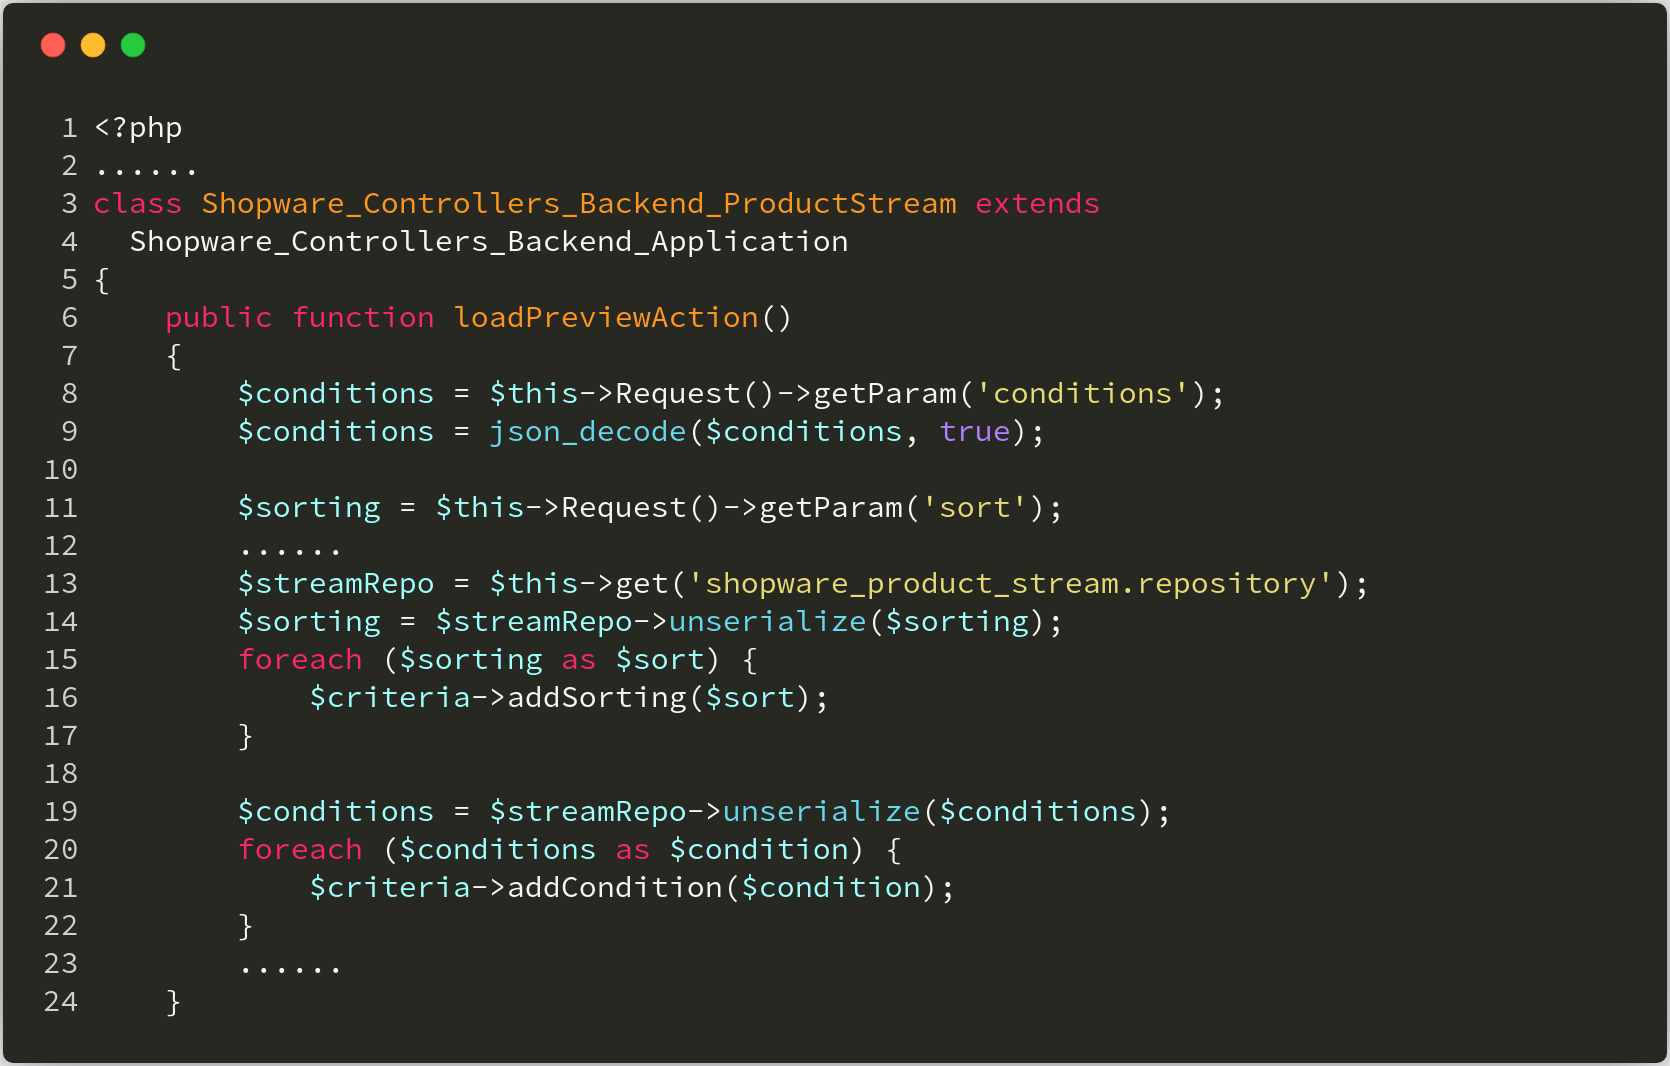 1 <?php
2 ......
3 class Shopware_Controllers_Backend_ProductStream extends
4   Shopware_Controllers_Backend_Application
5 {
6     public function loadPreviewAction()
7     {
8         $conditions = $this->Request()->getParam('conditions');
9         $conditions = json_decode($conditions, true);
10
11         $sorting = $this->Request()->getParam('sort');
12         ......
13         $streamRepo = $this->get('shopware_product_stream.repository');
14         $sorting = $streamRepo->unserialize($sorting);
15         foreach ($sorting as $sort) {
16             $criteria->addSorting($sort);
17         }
18
19         $conditions = $streamRepo->unserialize($conditions);
20         foreach ($conditions as $condition) {
21             $criteria->addCondition($condition);
22         }
23         ......
24     }